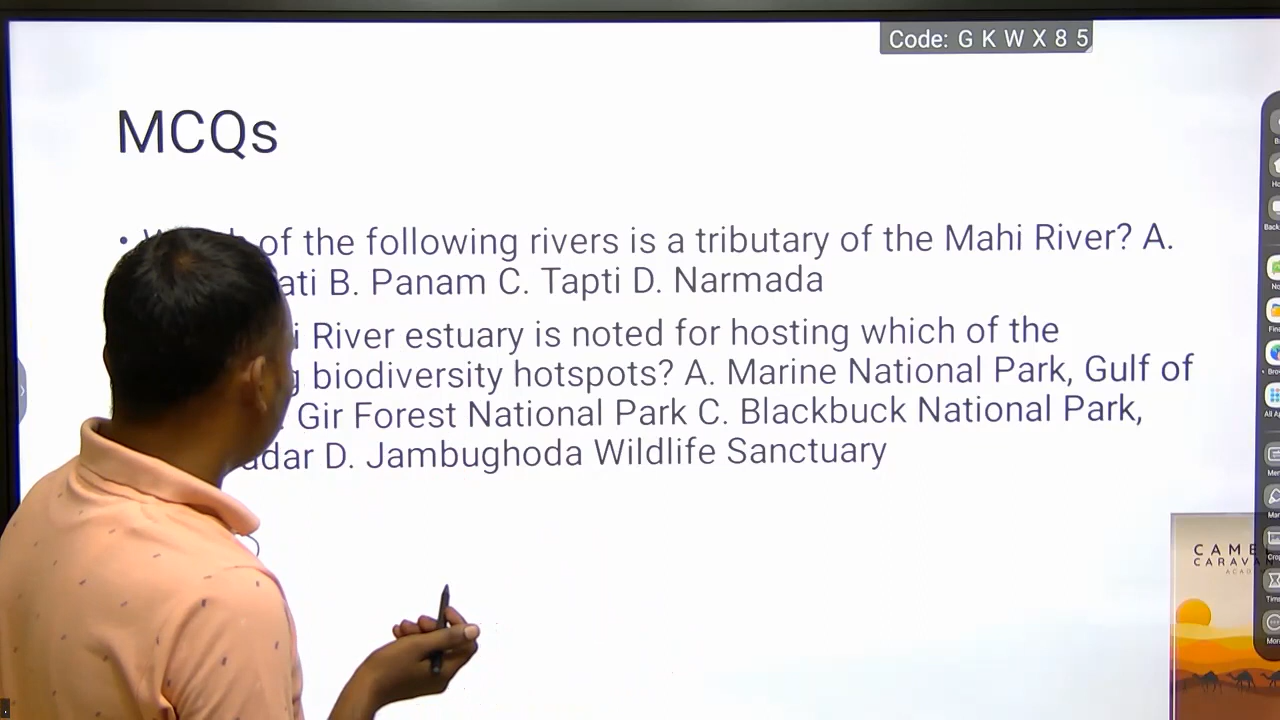 Code: G K W X 8 5
MCQs
• of the following rivers is a tributary of the Mahi River? A.
B. Panam C. Tapti D. Narmada
River estuary is noted for hosting which of the
biodiversity hotspots? A. Marine National Park, Gulf of
Gir Forest National Park C. Blackbuck National Park,
D. Jambughoda Wildlife Sanctuary